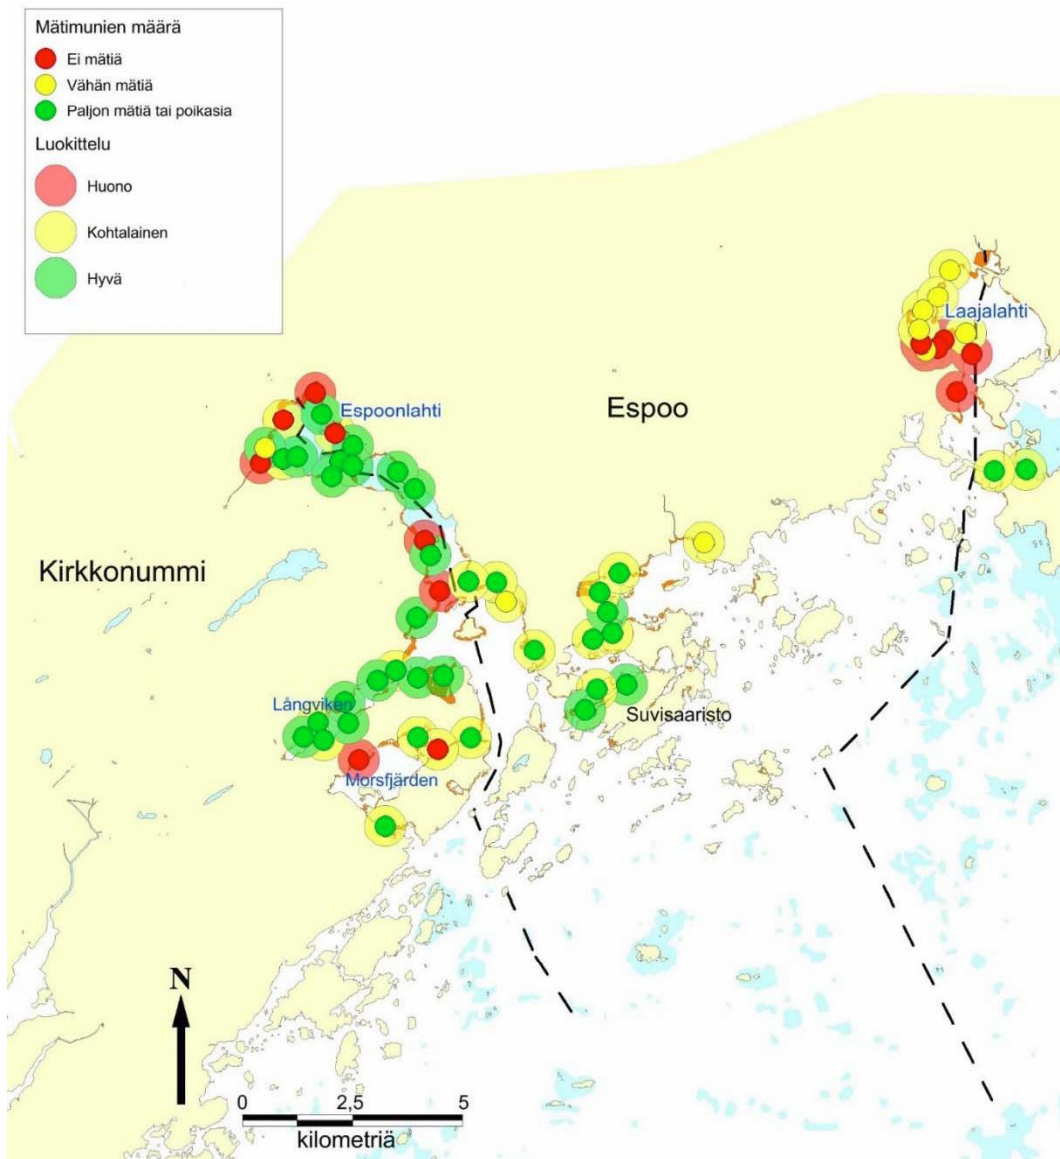 Mätimunien määrä
Ei mätiä
Vähän mätiä
Paljon mätiä tai poikasia
Luokittelu
Huono
Kohtalainen
Hyvä
Laajalahti
Espoonlahti
Espoo
Kirkkonummi
Långviken
Suvisaaristo
Morsfjärden
N
0 2,5 5
kilometriä